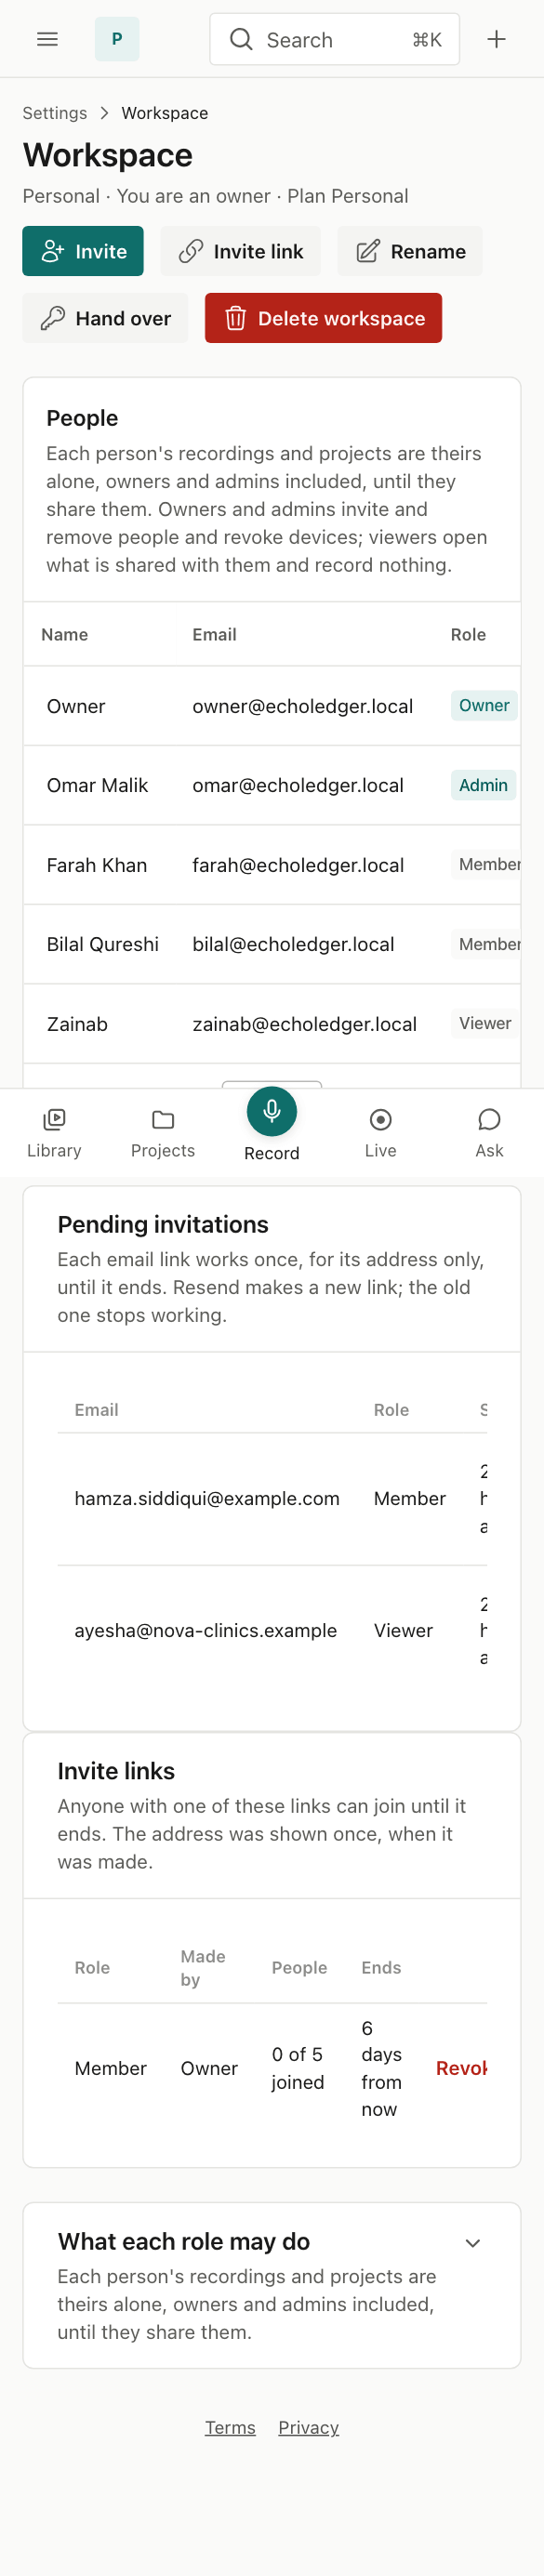 P
Search ⌘K
Settings > Workspace
Workspace
Personal · You are an owner · Plan Personal
Invite
Invite link
Rename
Hand over
Delete workspace
People
Each person's recordings and projects are theirs
alone, owners and admins included, until they
share them. Owners and admins invite and
remove people and revoke devices; viewers open
what is shared with them and record nothing.
Name Email Role
Owner owner@echoledger.local Owner
Omar Malik omar@echoledger.local Admin
Farah Khan farah@echoledger.local Member
Bilal Qureshi bilal@echoledger.local Member
Zainab zainab@echoledger.local Viewer
Library Projects Record Live Ask
Pending invitations
Each email link works once, for its address only,
until it ends. Resend makes a new link; the old
one stops working.
Email Role
hamza.siddiqui@example.com Member
ayesha@nova-clinics.example Viewer
Invite links
Anyone with one of these links can join until it
ends. The address was shown once, when it
was made.
Role Made by People Ends
Member Owner 0 of 5 joined 6 days from now Revok
What each role may do
Each person's recordings and projects are
theirs alone, owners and admins included,
until they share them.
Terms Privacy